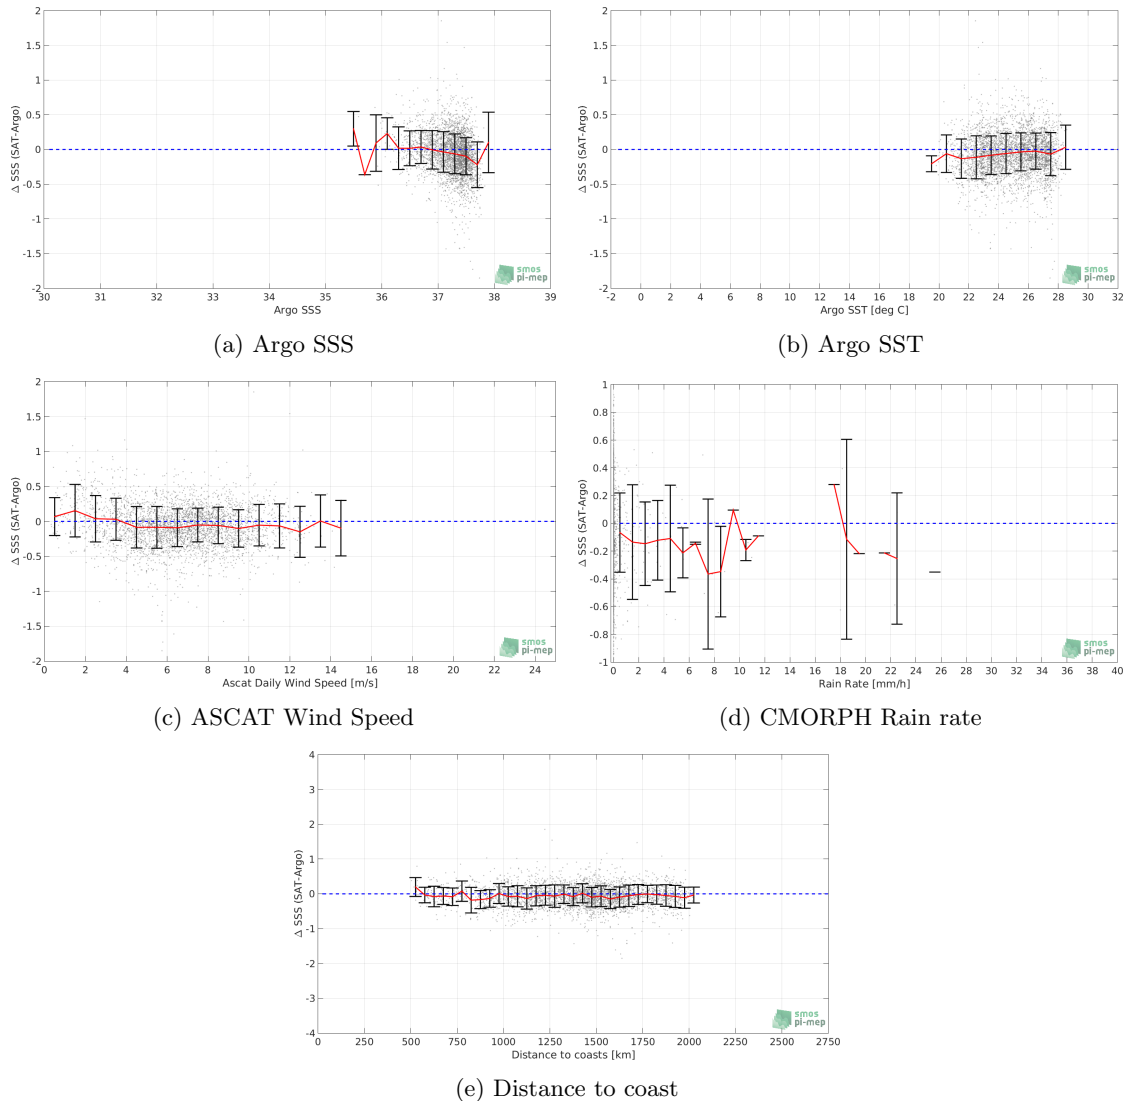 2
1.5
1
0.5
0
-0.5
-1
-1.5
-2
Δ SSS (SAT-Argo)
30 31 32 33 34 35 36 37 38 39
Argo SSS
smos
pi-mep
(a) Argo SSS
2
1.5
1
0.5
0
-0.5
-1
-1.5
-2
Δ SSS (SAT-Argo)
-2 0 2 4 6 8 10 12 14 16 18 20 22 24 26 28 30 32
Argo SST [deg C]
smos
pi-mep
(b) Argo SST
2
1.5
1
0.5
0
-0.5
-1
-1.5
-2
Δ SSS (SAT-Argo)
0 2 4 6 8 10 12 14 16 18 20 22 24
Ascat Daily Wind Speed [m/s]
smos
pi-mep
(c) ASCAT Wind Speed
1
0.8
0.6
0.4
0.2
0
-0.2
-0.4
-0.6
-0.8
-1
Δ SSS (SAT-Argo)
0 2 4 6 8 10 12 14 16 18 20 22 24 26 28 30 32 34 36 38 40
Rain Rate [mm/h]
smos
pi-mep
(d) CMORPH Rain rate
4
3
2
1
0
-1
-2
-3
-4
Δ SSS (SAT-Argo)
0 250 500 750 1000 1250 1500 1750 2000 2250 2500 2750
Distance to coasts [km]
smos
pi-mep
(e) Distance to coast